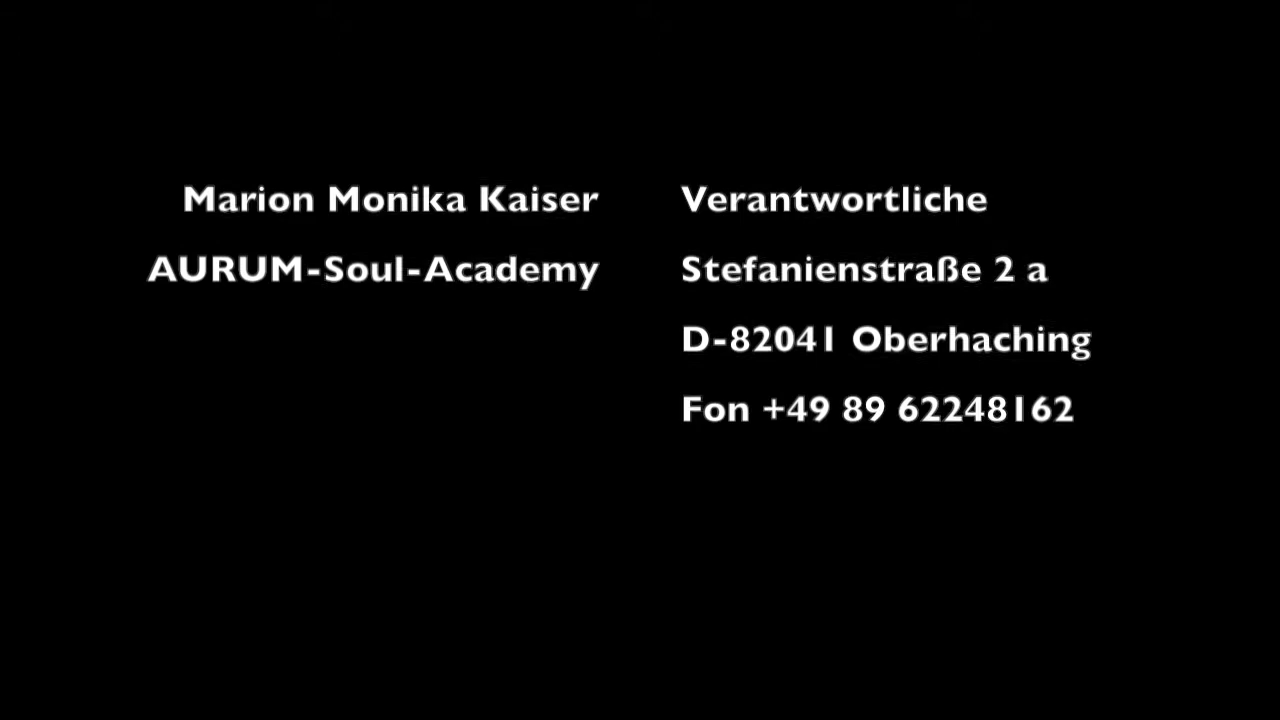 Marion Monika Kaiser Verantwortliche
AURUM-Soul-Academy Stefanienstraße 2 a
D-82041 Oberhaching
Fon +49 89 62248162